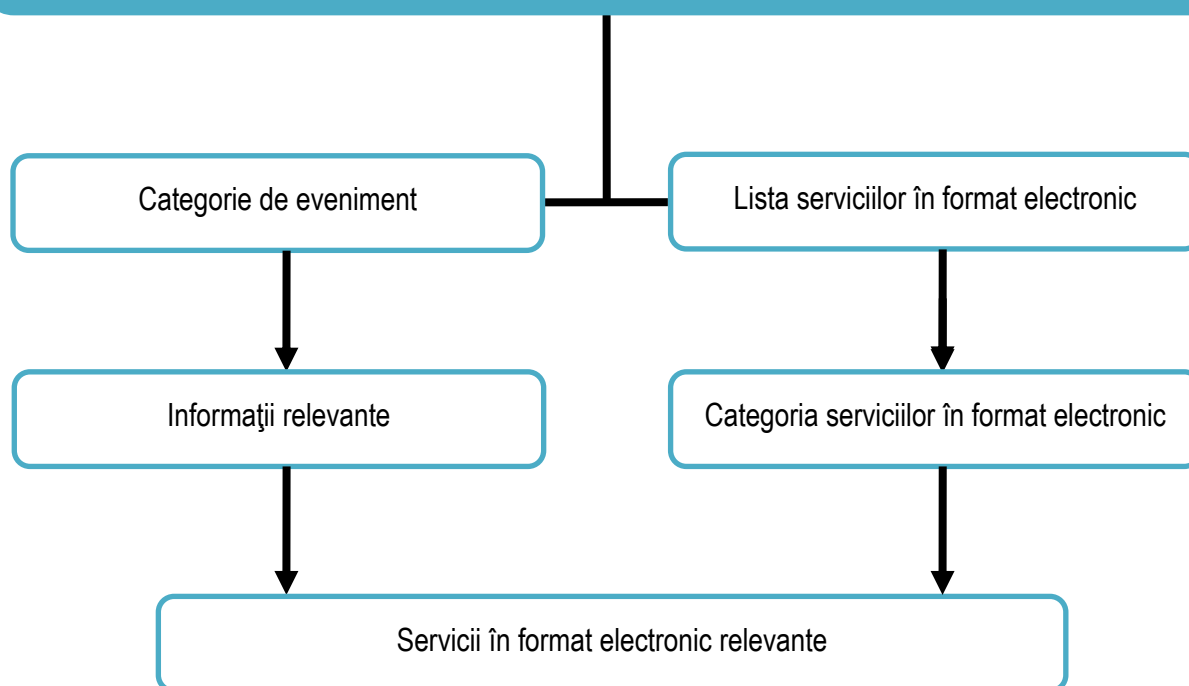 Categorie de eveniment
Lista serviciilor în format electronic
Informaţii relevante
Categoria serviciilor în format electronic
Servicii în format electronic relevante